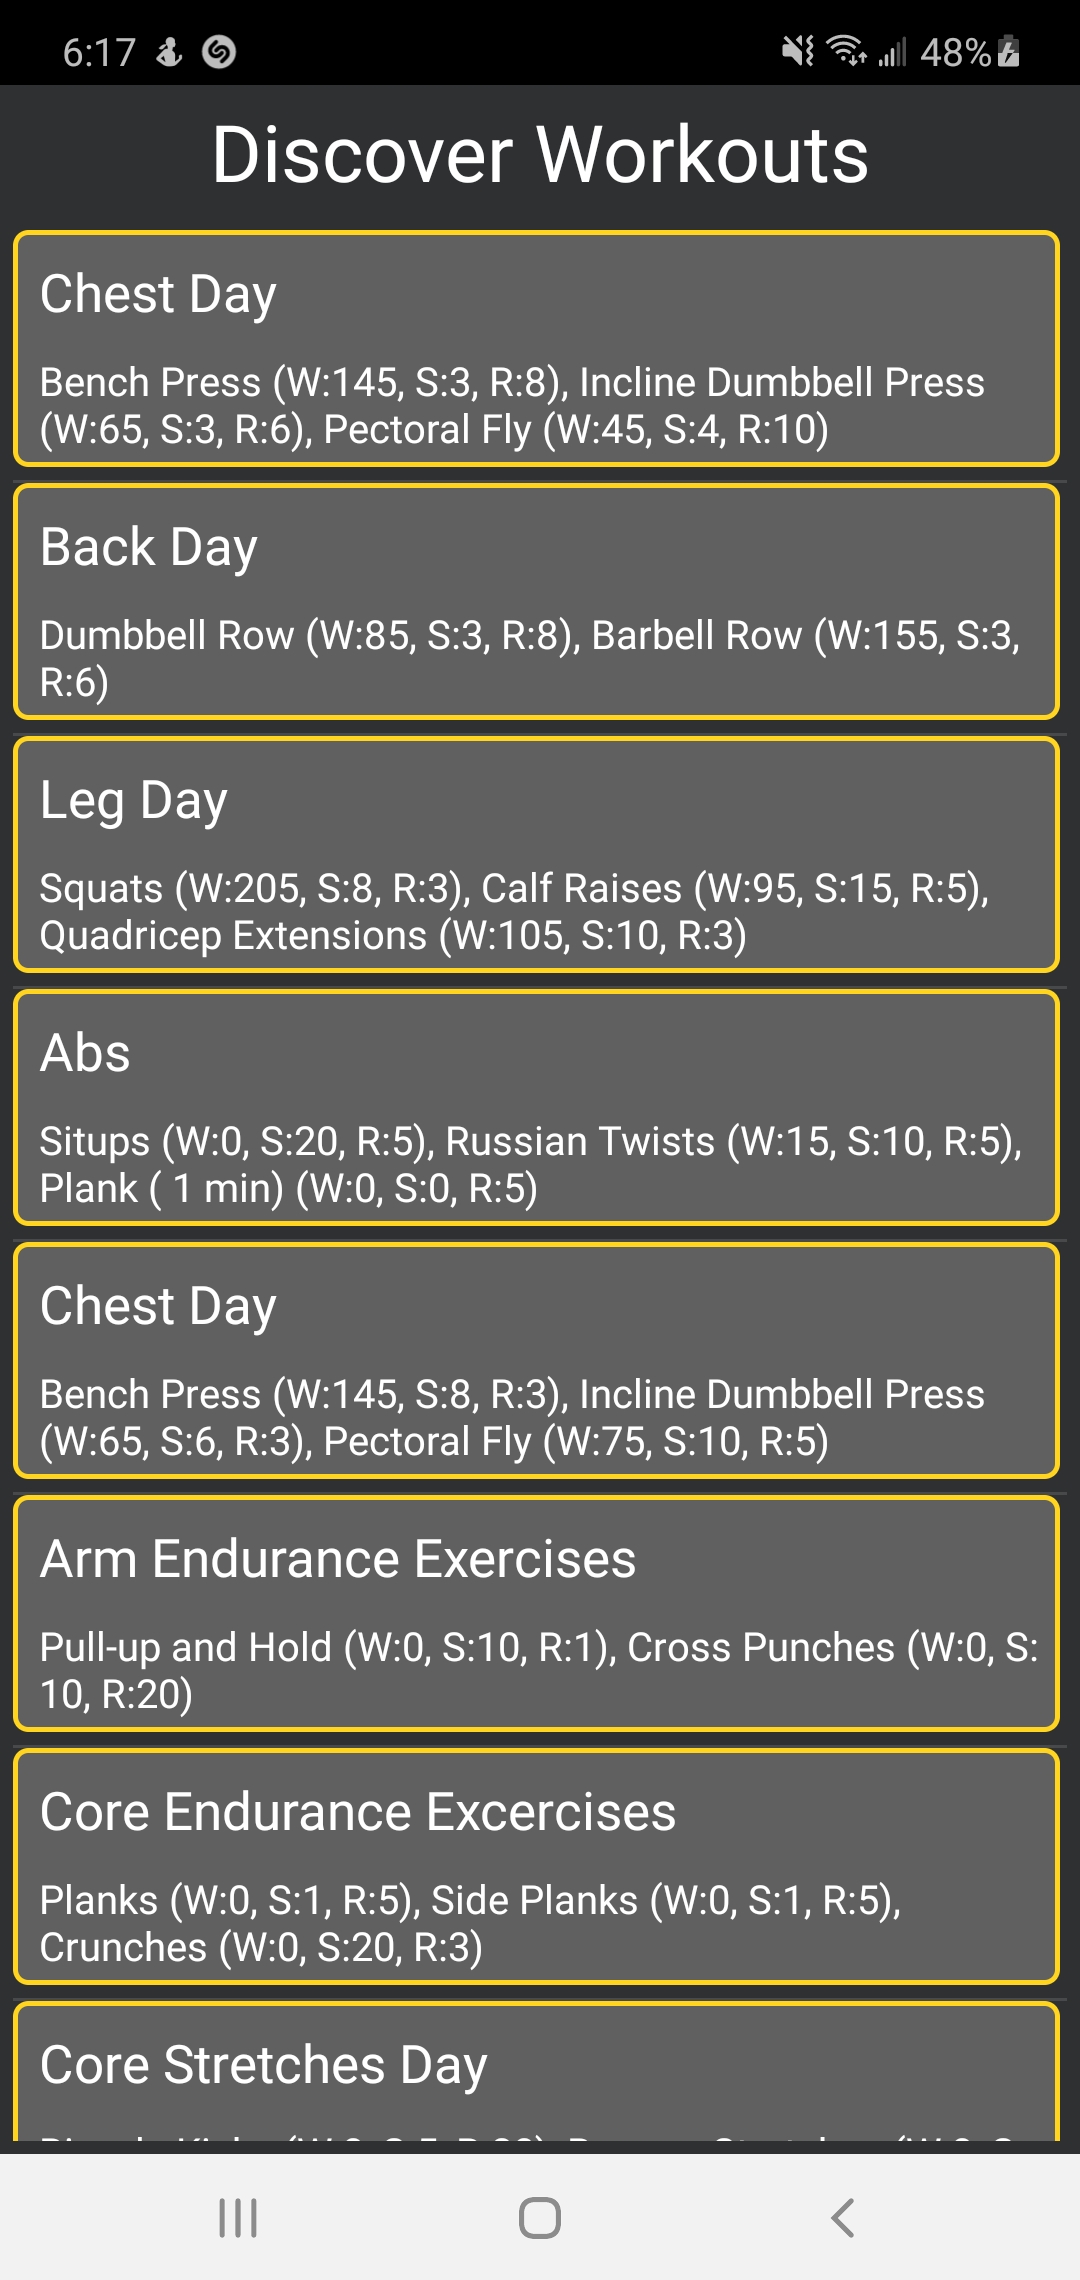 6:17
48%
Discover Workouts
Chest Day
Bench Press (W:145, S:3, R:8), Incline Dumbbell Press
(W:65, S:3, R:6), Pectoral Fly (W:45, S:4, R:10)
Back Day
Dumbbell Row (W:85, S:3, R:8), Barbell Row (W:155, S:3,
R:6)
Leg Day
Squats (W:205, S:8, R:3), Calf Raises (W:95, S:15, R:5),
Quadricep Extensions (W:105, S:10, R:3)
Abs
Situps (W:0, S:20, R:5), Russian Twists (W:15, S:10, R:5),
Plank ( 1 min) (W:0, S:0, R:5)
Chest Day
Bench Press (W:145, S:8, R:3), Incline Dumbbell Press
(W:65, S:6, R:3), Pectoral Fly (W:75, S:10, R:5)
Arm Endurance Exercises
Pull-up and Hold (W:0, S:10, R:1), Cross Punches (W:0, S:
10, R:20)
Core Endurance Excercises
Planks (W:0, S:1, R:5), Side Planks (W:0, S:1, R:5),
Crunches (W:0, S:20, R:3)
Core Stretches Day